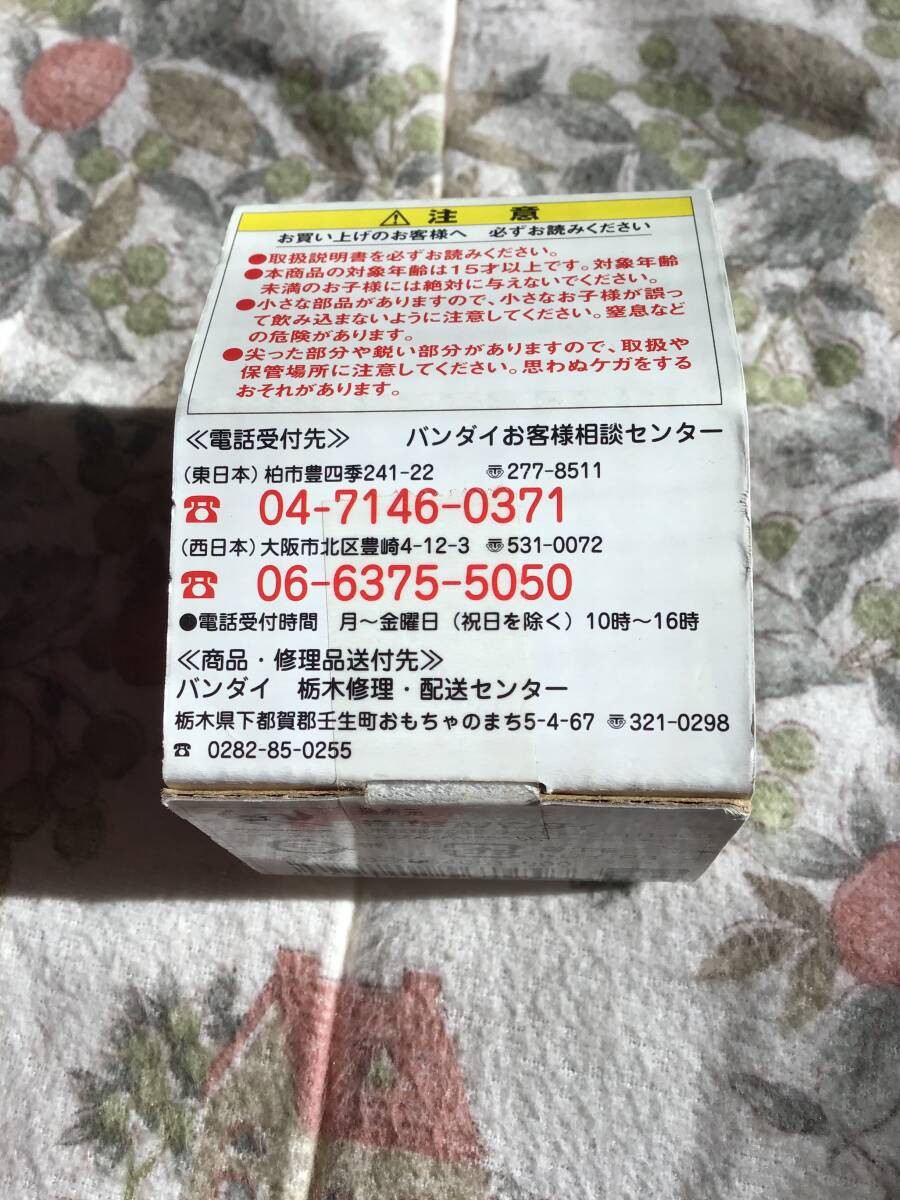 ⚠ 注 意
お買い上げのお客様へ 必ずお読みください
●取扱説明書を必ずお読みください。
●本商品の対象年齢は15才以上です。対象年齢
未満のお子様には絶対に与えないでください。
●小さな部品がありますので、小さなお子様が誤っ
て飲み込まないように注意してください。窒息など
の危険があります。
●尖った部分や鋭い部分がありますので、取扱や
保管場所に注意してください。思わぬケガをする
おそれがあります。
≪電話受付先≫ バンダイお客様相談センター
(東日本) 柏市豊四季241-22 〠277-8511
☎ 04-7146-0371
(西日本) 大阪市北区豊崎4-12-3 〠531-0072
☎ 06-6375-5050
●電話受付時間 月〜金曜日 (祝日を除く) 10時〜16時
≪商品・修理品送付先≫
バンダイ 栃木修理・配送センター
栃木県下都賀郡壬生町おもちゃのまち5-4-67 〠321-0298
☎ 0282-85-0255